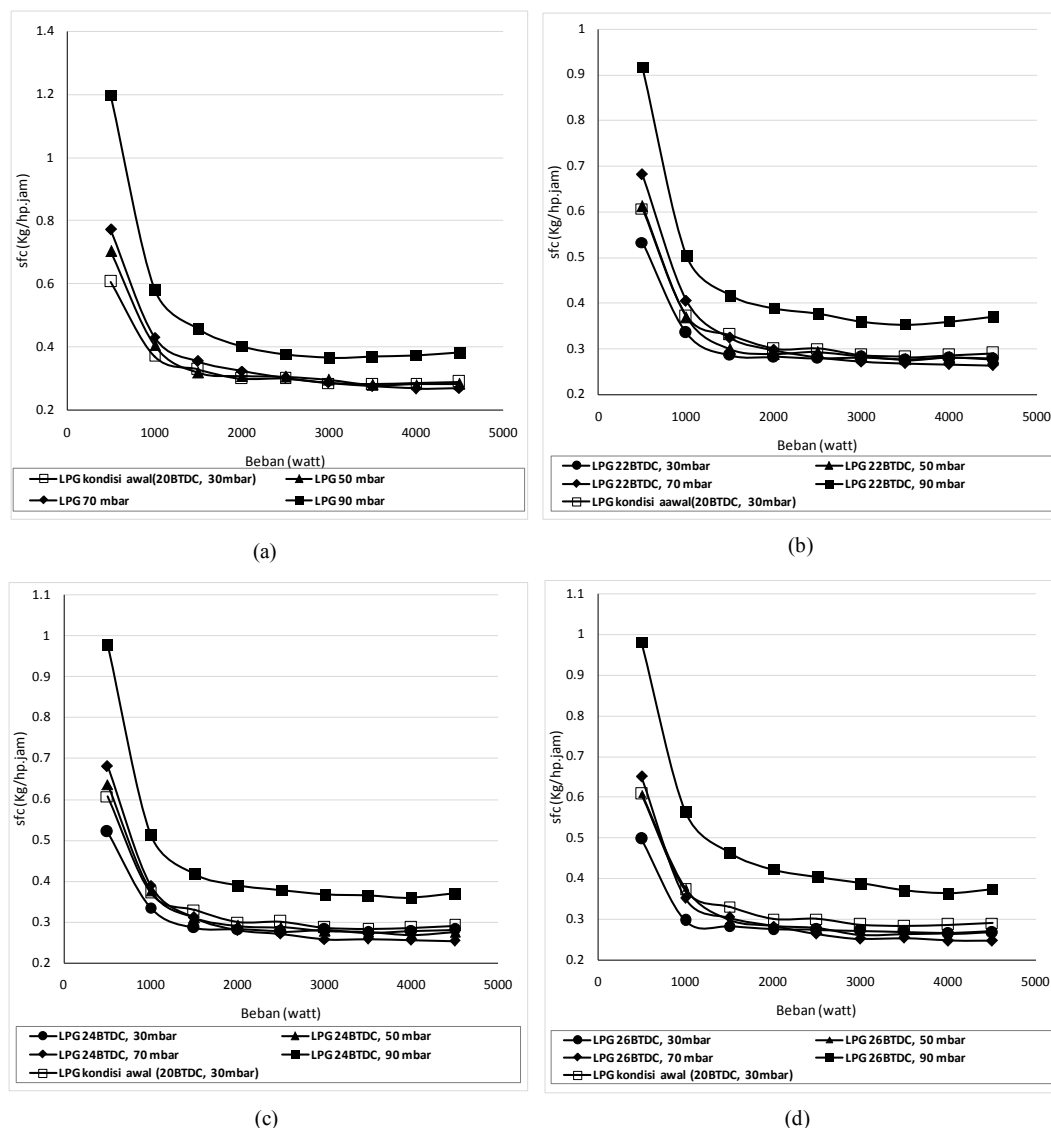 1.4
1.2
1
0.8
0.6
0.4
0.2
sfc(Kg/hp.jam)
0 1000 2000 3000 4000 5000
Beban (watt)
LPG kondisi awal(20BTDC, 30mbar) LPG 50 mbar
LPG 70 mbar LPG 90 mbar
(a)
1
0.9
0.8
0.7
0.6
0.5
0.4
0.3
0.2
sfc (Kg/hp.jam)
0 1000 2000 3000 4000 5000
Beban (watt)
LPG 22BTDC, 30mbar LPG 22BTDC, 50 mbar
LPG 22BTDC, 70 mbar LPG 22BTDC, 90 mbar
LPG kondisi aawal(20BTDC, 30mbar)
(b)
1.1
1
0.9
0.8
0.7
0.6
0.5
0.4
0.3
0.2
sfc (Kg/hp.jam)
0 1000 2000 3000 4000 5000
Beban (watt)
LPG 24BTDC, 30mbar LPG 24BTDC, 50 mbar
LPG 24BTDC, 70 mbar LPG 24BTDC, 90 mbar
LPG kondisi awal (20BTDC, 30mbar)
(c)
1.1
1
0.9
0.8
0.7
0.6
0.5
0.4
0.3
0.2
sfc (Kg/hp.jam)
0 1000 2000 3000 4000 5000
Beban (watt)
LPG 26BTDC, 30mbar LPG 26BTDC, 50 mbar
LPG 26BTDC, 70 mbar LPG 26BTDC, 90 mbar
LPG kondisi awal (20BTDC, 30mbar)
(d)